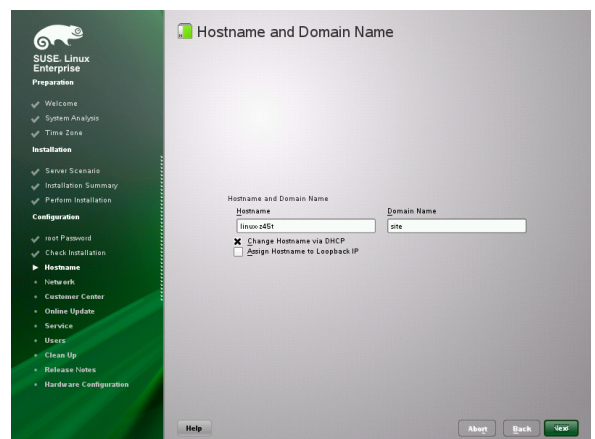 SUSE. Linux
Enterprise
Preparation
Welcome
System Analysis
Time Zone
Installation
Server Scenario
Installation Summary
Perform Installation
Configuration
root Password
Check Installation
Hostname
Network
Customer Center
Online Update
Service
Users
Clean Up
Release Notes
Hardware Configuration
Hostname and Domain Name
Hostname and Domain Name
Hostname
Domain Name
linux-z45t
site
Change Hostname via DHCP
Assign Hostname to Loopback IP
Help
Abort
Back
Next